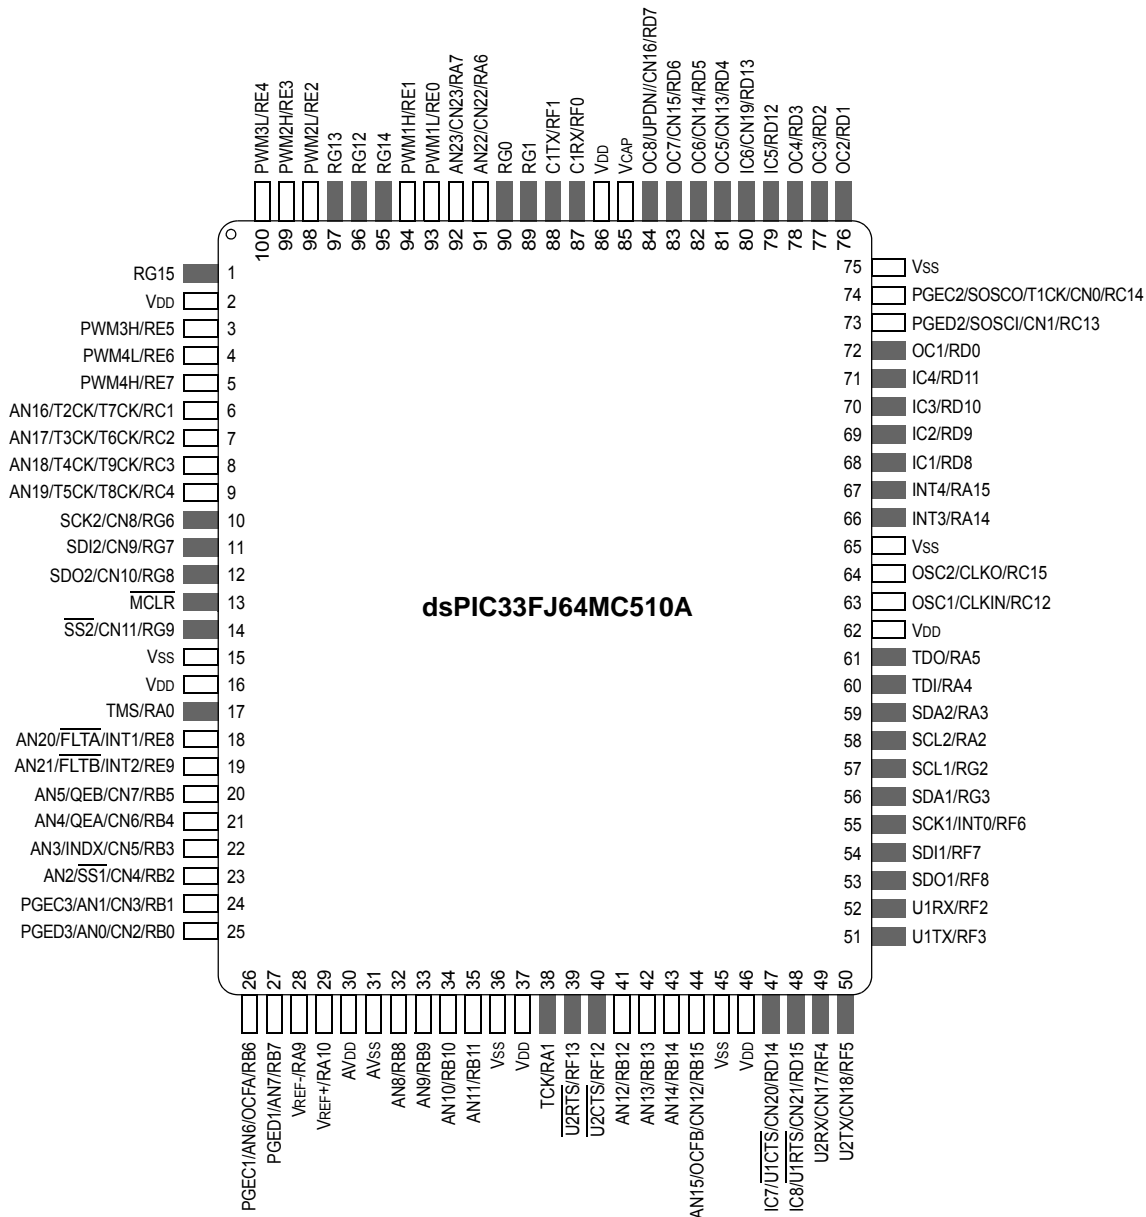 PWM3L/RE4
PWM2H/RE3
PWM2L/RE2
RG13
RG12
RG14
PWM1H/RE1
PWM1L/RE0
AN23/CN23/RA7
AN22/CN22/RA6
RG0
RG1
C1TX/RF1
C1RX/RF0
VDD
VCAP
OC8/UPDN//CN16/RD7
OC7/CN15/RD6
OC6/CN14/RD5
OC5/CN13/RD4
IC6/CN19/RD13
IC5/RD12
OC4/RD3
OC3/RD2
OC2/RD1
100
99
98
97
96
95
94
93
92
91
90
89
88
87
86
85
84
83
82
81
80
79
78
77
76
RG15 1
VDD 2
PWM3H/RE5 3
PWM4L/RE6 4
PWM4H/RE7 5
AN16/T2CK/T7CK/RC1 6
AN17/T3CK/T6CK/RC2 7
AN18/T4CK/T9CK/RC3 8
AN19/T5CK/T8CK/RC4 9
SCK2/CN8/RG6 10
SDI2/CN9/RG7 11
SDO2/CN10/RG8 12
MCLR 13
SS2/CN11/RG9 14
VSS 15
VDD 16
TMS/RA0 17
AN20/FLTA/INT1/RE8 18
AN21/FLTB/INT2/RE9 19
AN5/QEB/CN7/RB5 20
AN4/QEA/CN6/RB4 21
AN3/INDX/CN5/RB3 22
AN2/SS1/CN4/RB2 23
PGEC3/AN1/CN3/RB1 24
PGED3/AN0/CN2/RB0 25
dsPIC33FJ64MC510A
75 VSS
74 PGEC2/SOSCO/T1CK/CN0/RC14
73 PGED2/SOSCI/CN1/RC13
72 OC1/RD0
71 IC4/RD11
70 IC3/RD10
69 IC2/RD9
68 IC1/RD8
67 INT4/RA15
66 INT3/RA14
65 VSS
64 OSC2/CLKO/RC15
63 OSC1/CLKIN/RC12
62 VDD
61 TDO/RA5
60 TDI/RA4
59 SDA2/RA3
58 SCL2/RA2
57 SCL1/RG2
56 SDA1/RG3
55 SCK1/INT0/RF6
54 SDI1/RF7
53 SDO1/RF8
52 U1RX/RF2
51 U1TX/RF3
26
27
28
29
30
31
32
33
34
35
36
37
38
39
40
41
42
43
44
45
46
47
48
49
50
PGEC1/AN6/OCFA/RB6
PGED1/AN7/RB7
VREF-/RA9
VREF+/RA10
AVDD
AVSS
AN8/RB8
AN9/RB9
AN10/RB10
AN11/RB11
VSS
VDD
TCK/RA1
U2RTS/RF13
U2CTS/RF12
AN12/RB12
AN13/RB13
AN14/RB14
AN15/OCFB/CN12/RB15
VSS
VDD
IC7/U1CTS/CN20/RD14
IC8/U1RTS/CN21/RD15
U2RX/CN17/RF4
U2TX/CN18/RF5